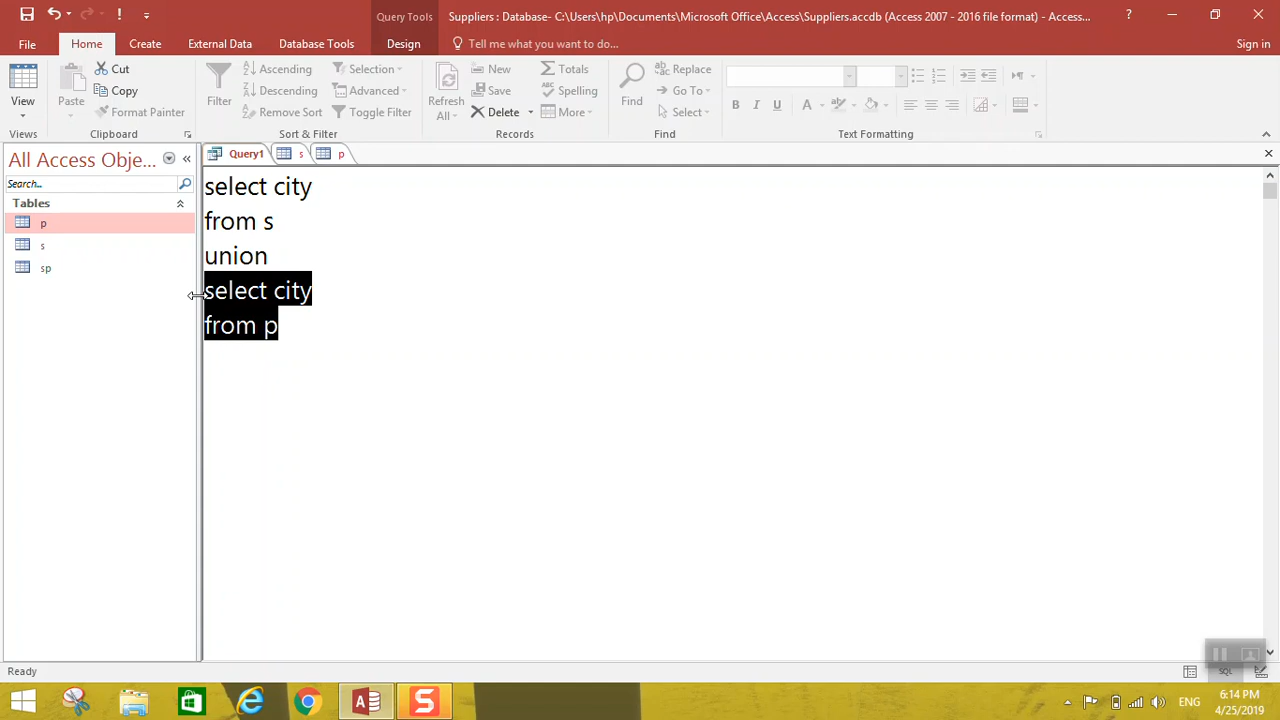 Query Tools
Suppliers : Database- C:\Users\hp\Documents\Microsoft Office\Access\Suppliers.accdb (Access 2007 - 2016 file format) - Access...
?
File
Home
Create
External Data
Database Tools
Design
Tell me what you want to do...
Sign in
View
Views
Paste
Cut
Copy
Format Painter
Clipboard
Filter
Ascending
Descending
Remove Sort
Selection
Advanced
Toggle Filter
Sort & Filter
Refresh
All
New
Save
Delete
Totals
Spelling
More
Records
Find
Replace
Go To
Select
Find
B I U A
Text Formatting
All Access Obje...
Search..
Tables
p
s
sp
Query1
s
p
select city
from s
union
select city
from p
Ready
SQL
S
ENG
6:14 PM
4/25/2019